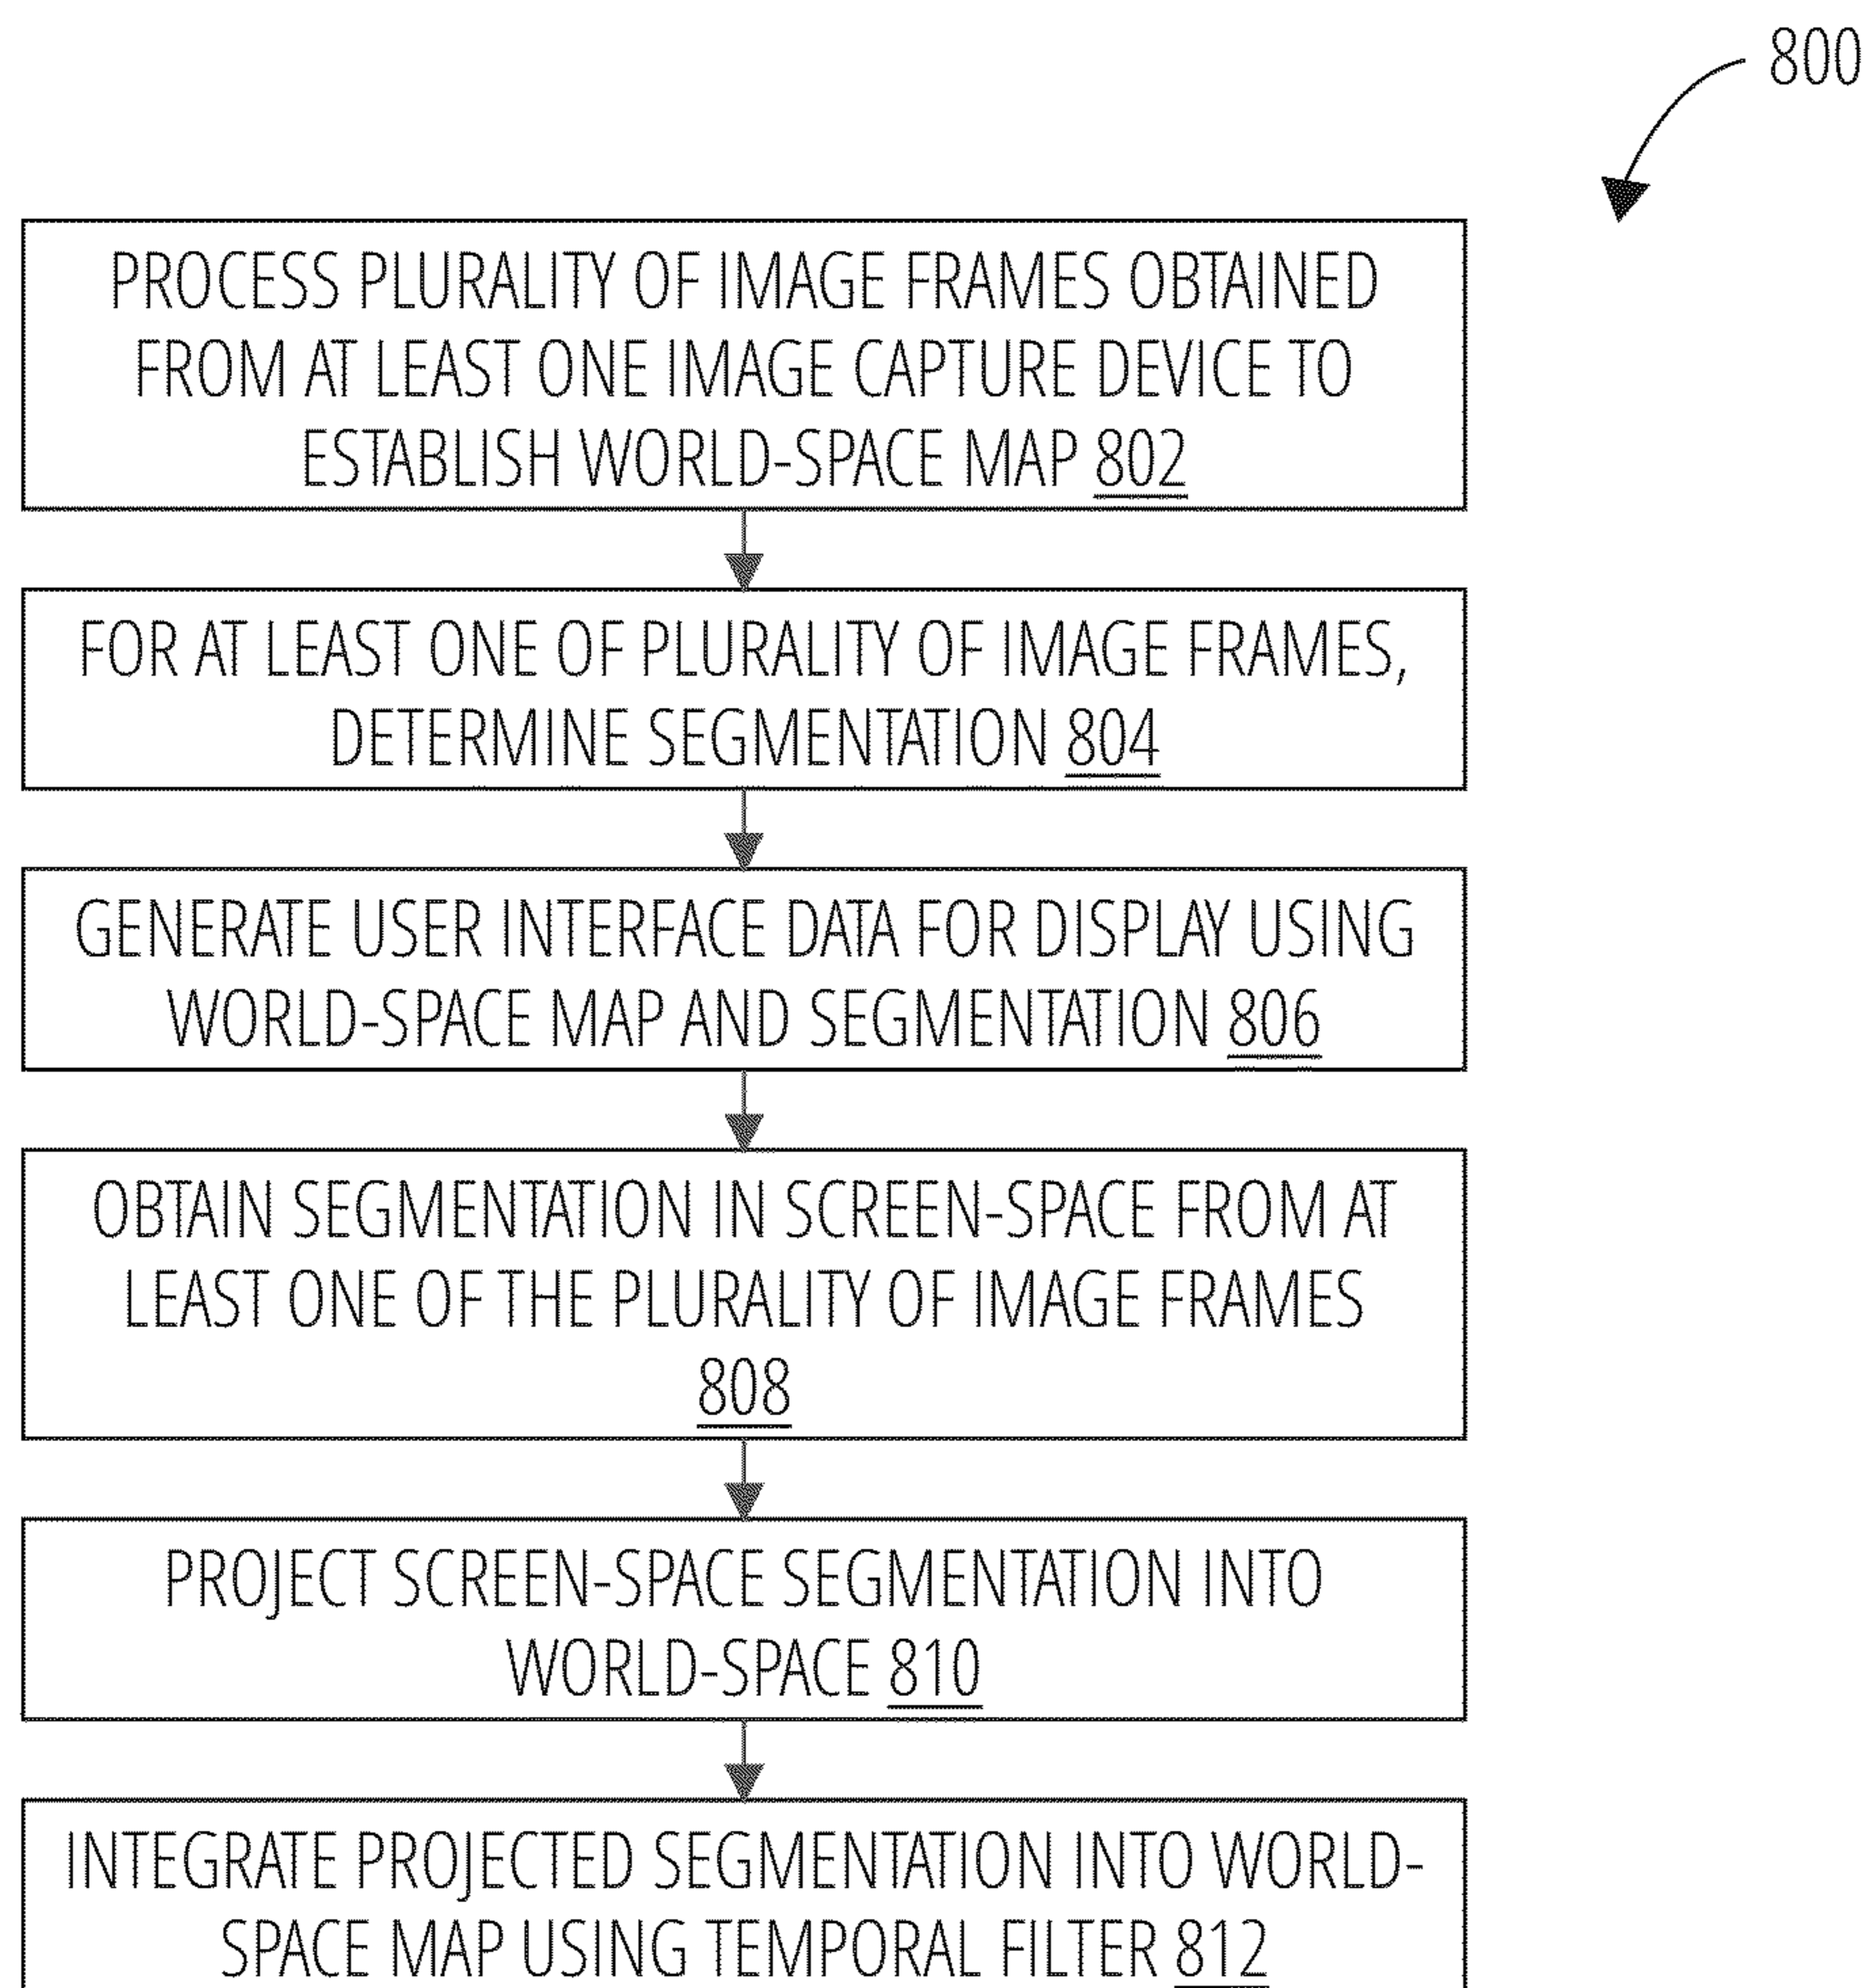 800
PROCESS PLURALITY OF IMAGE FRAMES OBTAINED
FROM AT LEAST ONE IMAGE CAPTURE DEVICE TO
ESTABLISH WORLD-SPACE MAP 802
FOR AT LEAST ONE OF PLURALITY OF IMAGE FRAMES,
DETERMINE SEGMENTATION 804
GENERATE USER INTERFACE DATA FOR DISPLAY USING
WORLD-SPACE MAP AND SEGMENTATION 806
OBTAIN SEGMENTATION IN SCREEN-SPACE FROM AT
LEAST ONE OF THE PLURALITY OF IMAGE FRAMES
808
PROJECT SCREEN-SPACE SEGMENTATION INTO
WORLD-SPACE 810
INTEGRATE PROJECTED SEGMENTATION INTO WORLD-
SPACE MAP USING TEMPORAL FILTER 812